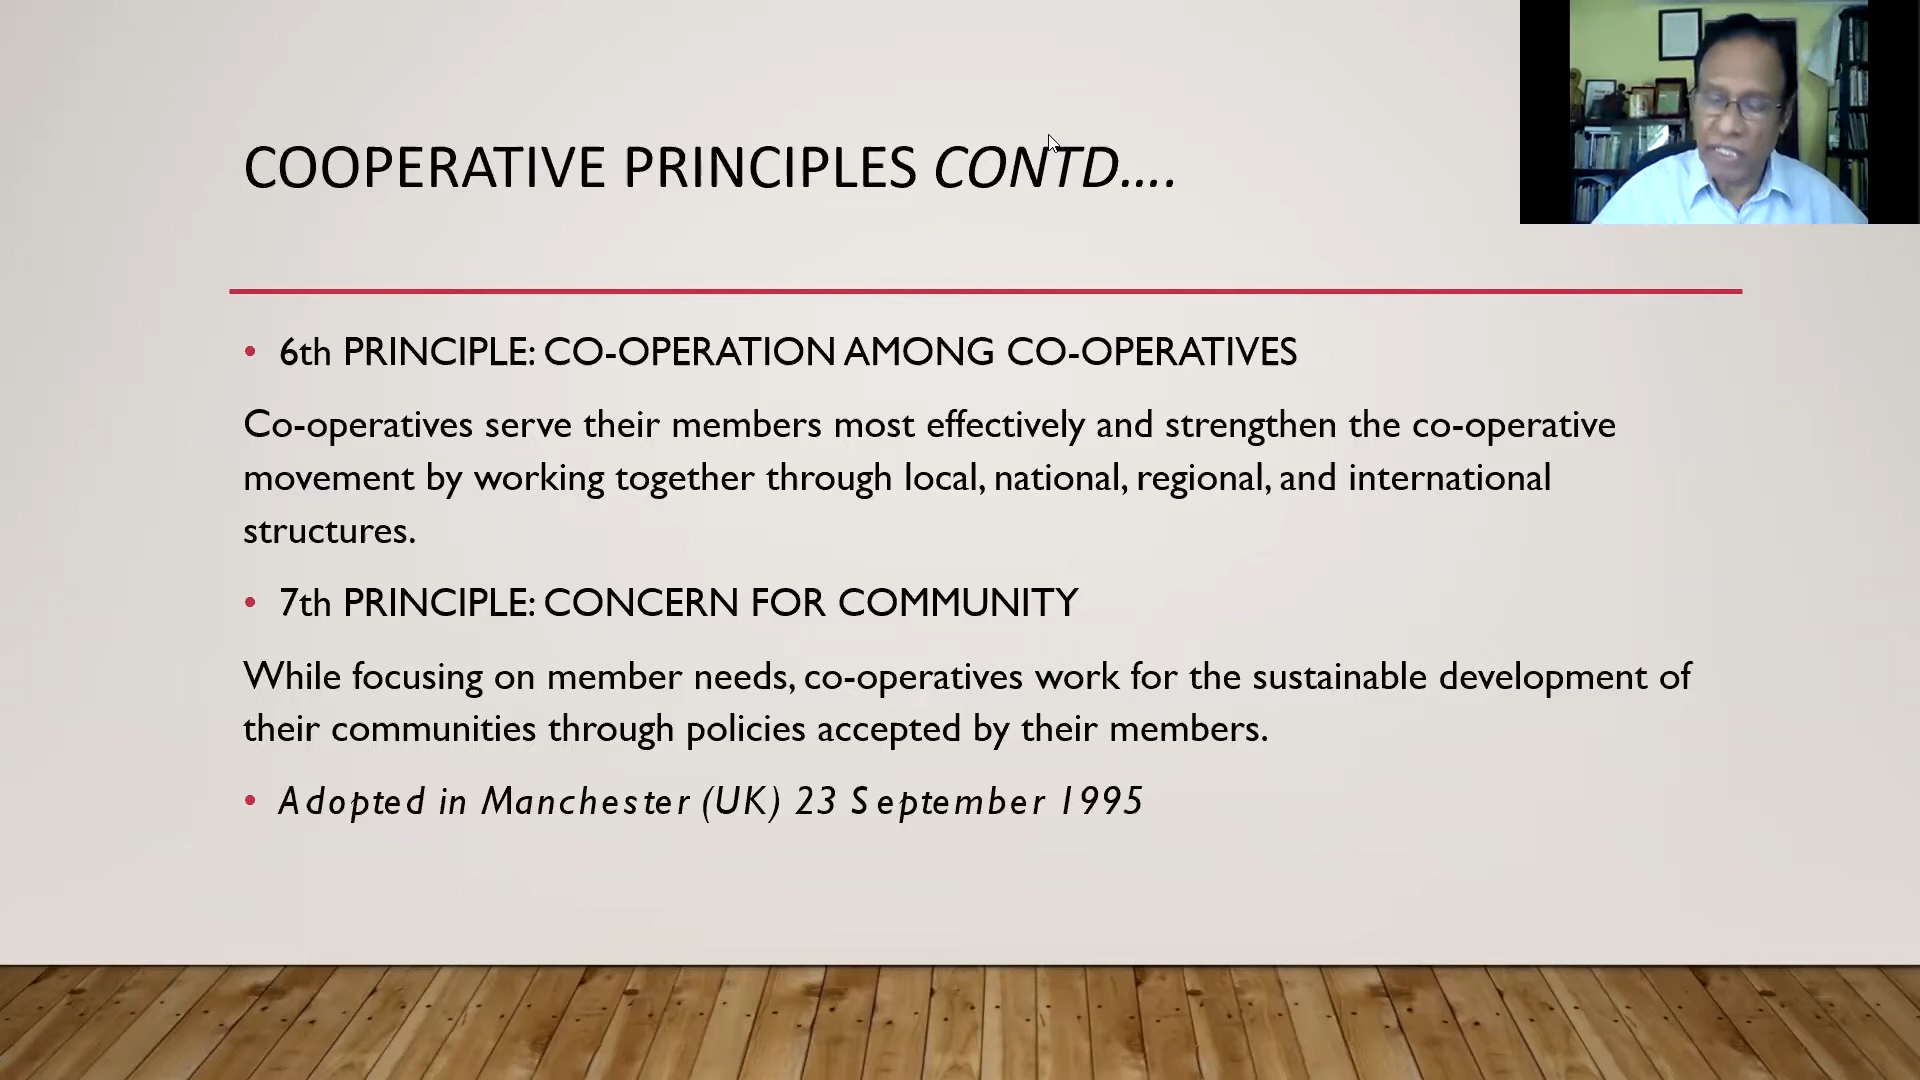 COOPERATIVE PRINCIPLES CONTD....
• 6th PRINCIPLE: CO-OPERATION AMONG CO-OPERATIVES
Co-operatives serve their members most effectively and strengthen the co-operative
movement by working together through local, national, regional, and international
structures.
• 7th PRINCIPLE: CONCERN FOR COMMUNITY
While focusing on member needs, co-operatives work for the sustainable development of
their communities through policies accepted by their members.
• Adopted in Manchester (UK) 23 September 1995